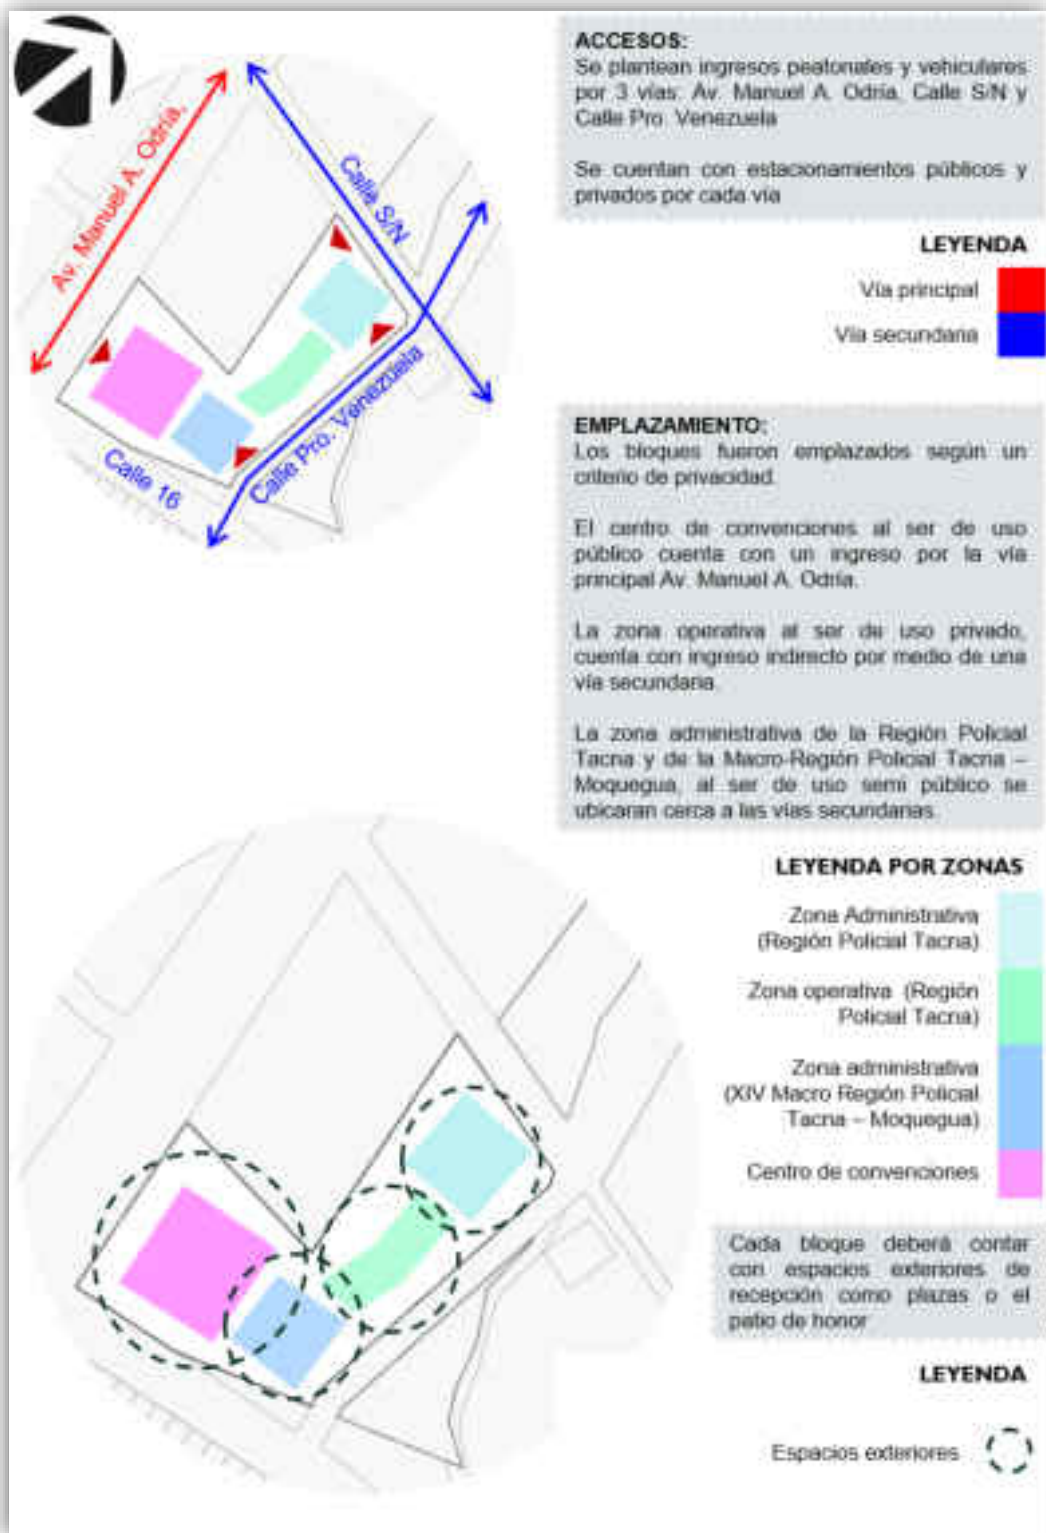 Av. Manuel A. Odría,
Calle S/N
Calle Pro. Venezuela
Calle 16
ACCESOS:
Se plantean ingresos peatonales y vehiculares
por 3 vías: Av. Manuel A. Odría, Calle S/N y
Calle Pro. Venezuela
Se cuentan con estacionamientos públicos y
privados por cada vía
LEYENDA
Vía principal
Vía secundaria
EMPLAZAMIENTO:
Los bloques fueron emplazados según un
criterio de privacidad.
El centro de convenciones al ser de uso
público cuenta con un ingreso por la vía
principal Av. Manuel A. Odría.
La zona operativa al ser de uso privado,
cuenta con ingreso indirecto por medio de una
vía secundaria.
La zona administrativa de la Región Policial
Tacna y de la Macro-Región Policial Tacna –
Moquegua, al ser de uso semi público se
ubicaran cerca a las vías secundarias.
LEYENDA POR ZONAS
Zona Administrativa
(Región Policial Tacna)
Zona operativa (Región
Policial Tacna)
Zona administrativa
(XIV Macro Región Policial
Tacna – Moquegua)
Centro de convenciones
Cada bloque deberá contar
con espacios exteriores de
recepción como plazas o el
patio de honor
LEYENDA
Espacios exteriores